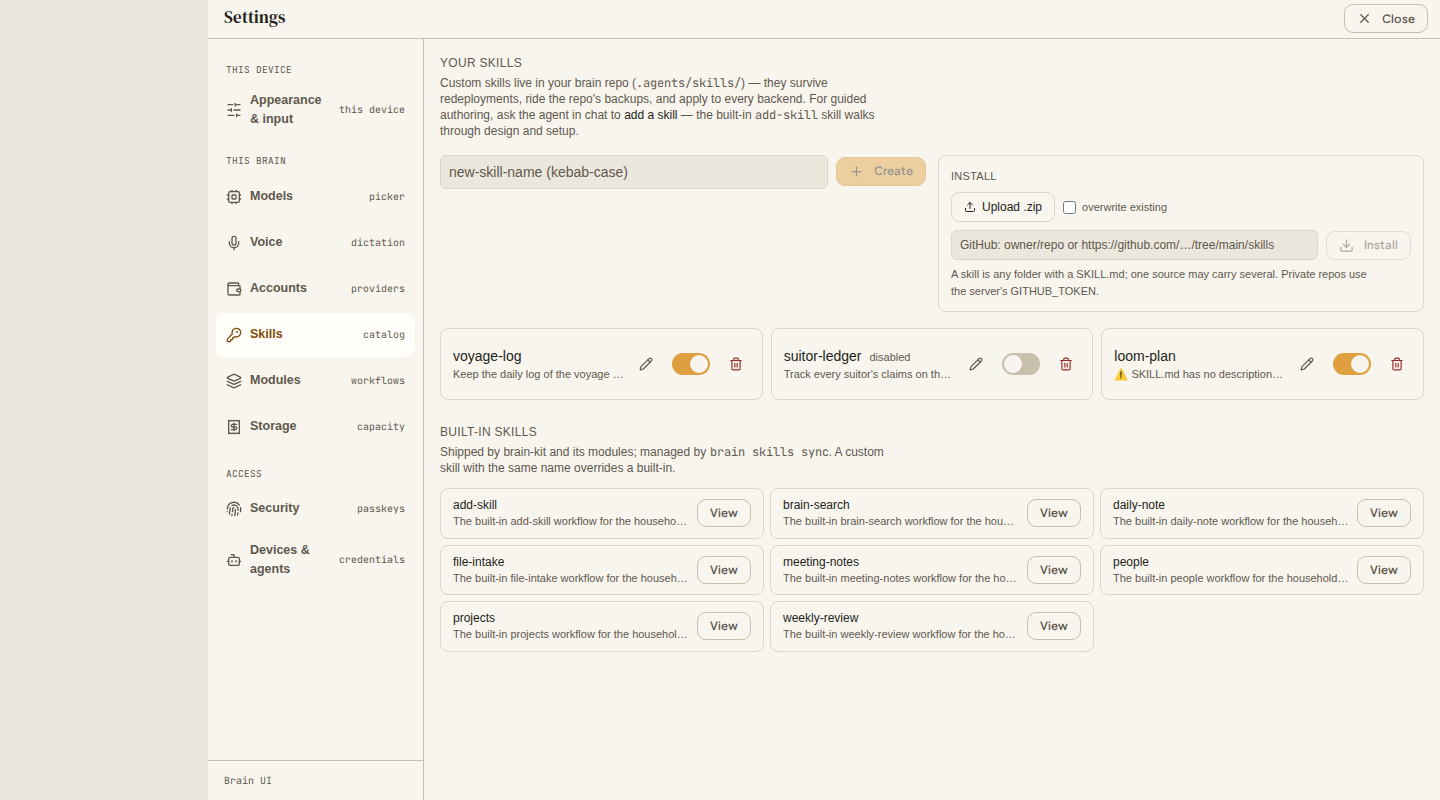 Settings
Close
THIS DEVICE
Appearance
& input
this device
THIS BRAIN
Models
picker
Voice
dictation
Accounts
providers
Skills
catalog
Modules
workflows
Storage
capacity
ACCESS
Security
passkeys
Devices &
agents
credentials
Brain UI
YOUR SKILLS
Custom skills live in your brain repo (.agents/skills/) — they survive
redeployments, ride the repo's backups, and apply to every backend. For guided
authoring, ask the agent in chat to add a skill — the built-in add-skill skill walks
through design and setup.
new-skill-name (kebab-case)
Create
INSTALL
Upload .zip
overwrite existing
GitHub: owner/repo or https://github.com/…/tree/main/skills
Install
A skill is any folder with a SKILL.md; one source may carry several. Private repos use
the server's GITHUB_TOKEN.
voyage-log
Keep the daily log of the voyage …
suitor-ledger disabled
Track every suitor's claims on th…
loom-plan
⚠️ SKILL.md has no description…
BUILT-IN SKILLS
Shipped by brain-kit and its modules; managed by brain skills sync. A custom
skill with the same name overrides a built-in.
add-skill
The built-in add-skill workflow for the househo…
View
brain-search
The built-in brain-search workflow for the hou…
View
daily-note
The built-in daily-note workflow for the househ…
View
file-intake
The built-in file-intake workflow for the househ…
View
meeting-notes
The built-in meeting-notes workflow for the ho…
View
people
The built-in people workflow for the household…
View
projects
The built-in projects workflow for the househol…
View
weekly-review
The built-in weekly-review workflow for the ho…
View